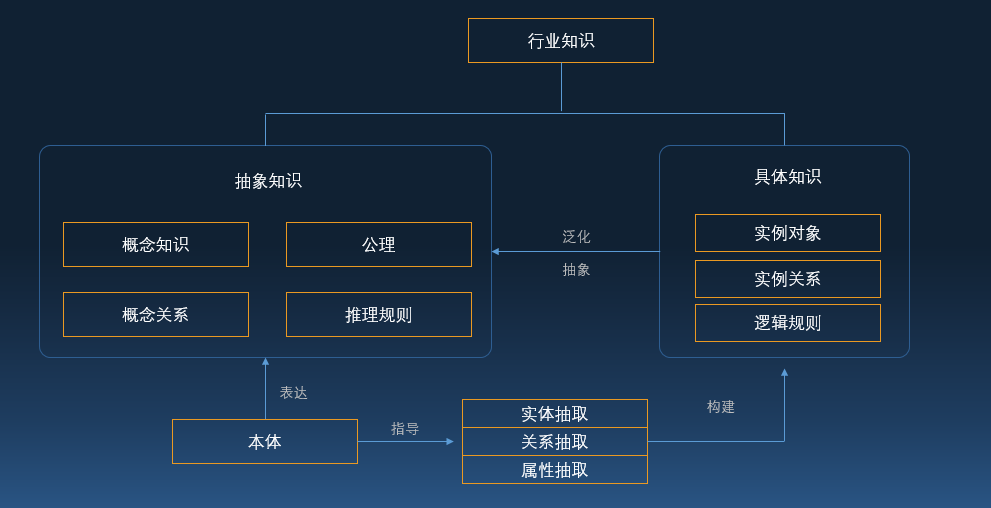 行业知识
抽象知识
概念知识
公理
概念关系
推理规则
泛化
抽象
具体知识
实例对象
实例关系
逻辑规则
表达
本体
指导
实体抽取
关系抽取
属性抽取
构建